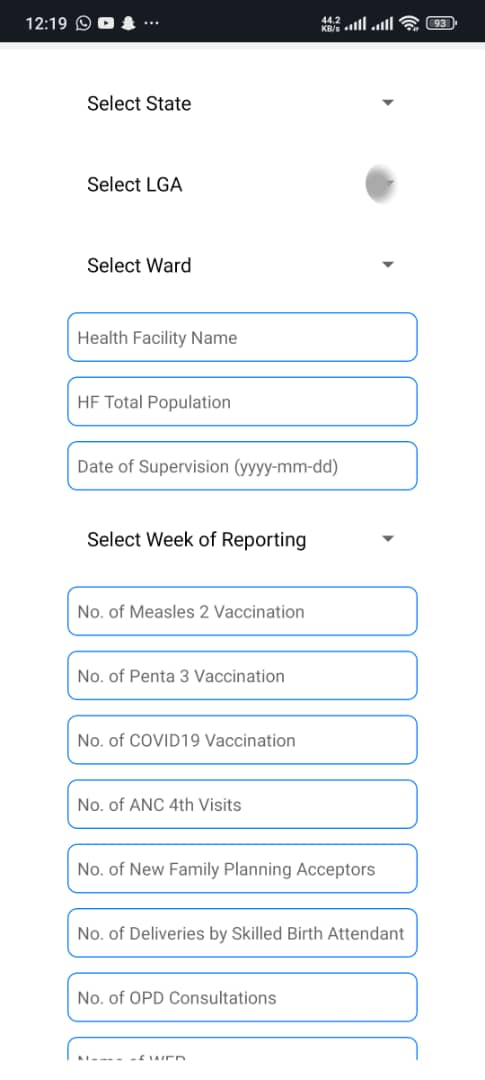 12:19
44.2
KB/s
93
Select State
Select LGA
Select Ward
Health Facility Name
HF Total Population
Date of Supervision (yyyy-mm-dd)
Select Week of Reporting
No. of Measles 2 Vaccination
No. of Penta 3 Vaccination
No. of COVID19 Vaccination
No. of ANC 4th Visits
No. of New Family Planning Acceptors
No. of Deliveries by Skilled Birth Attendant
No. of OPD Consultations